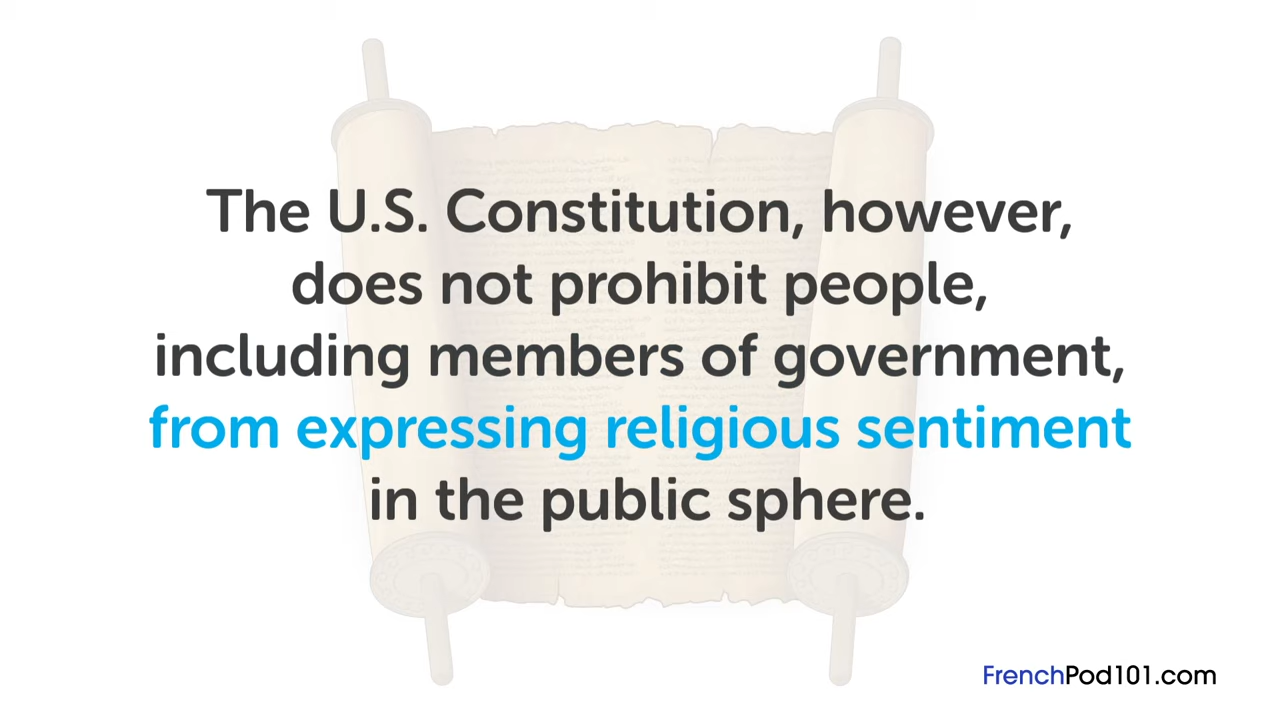 The U.S. Constitution, however,
does not prohibit people,
including members of government,
from expressing religious sentiment
in the public sphere.
FrenchPod101.com